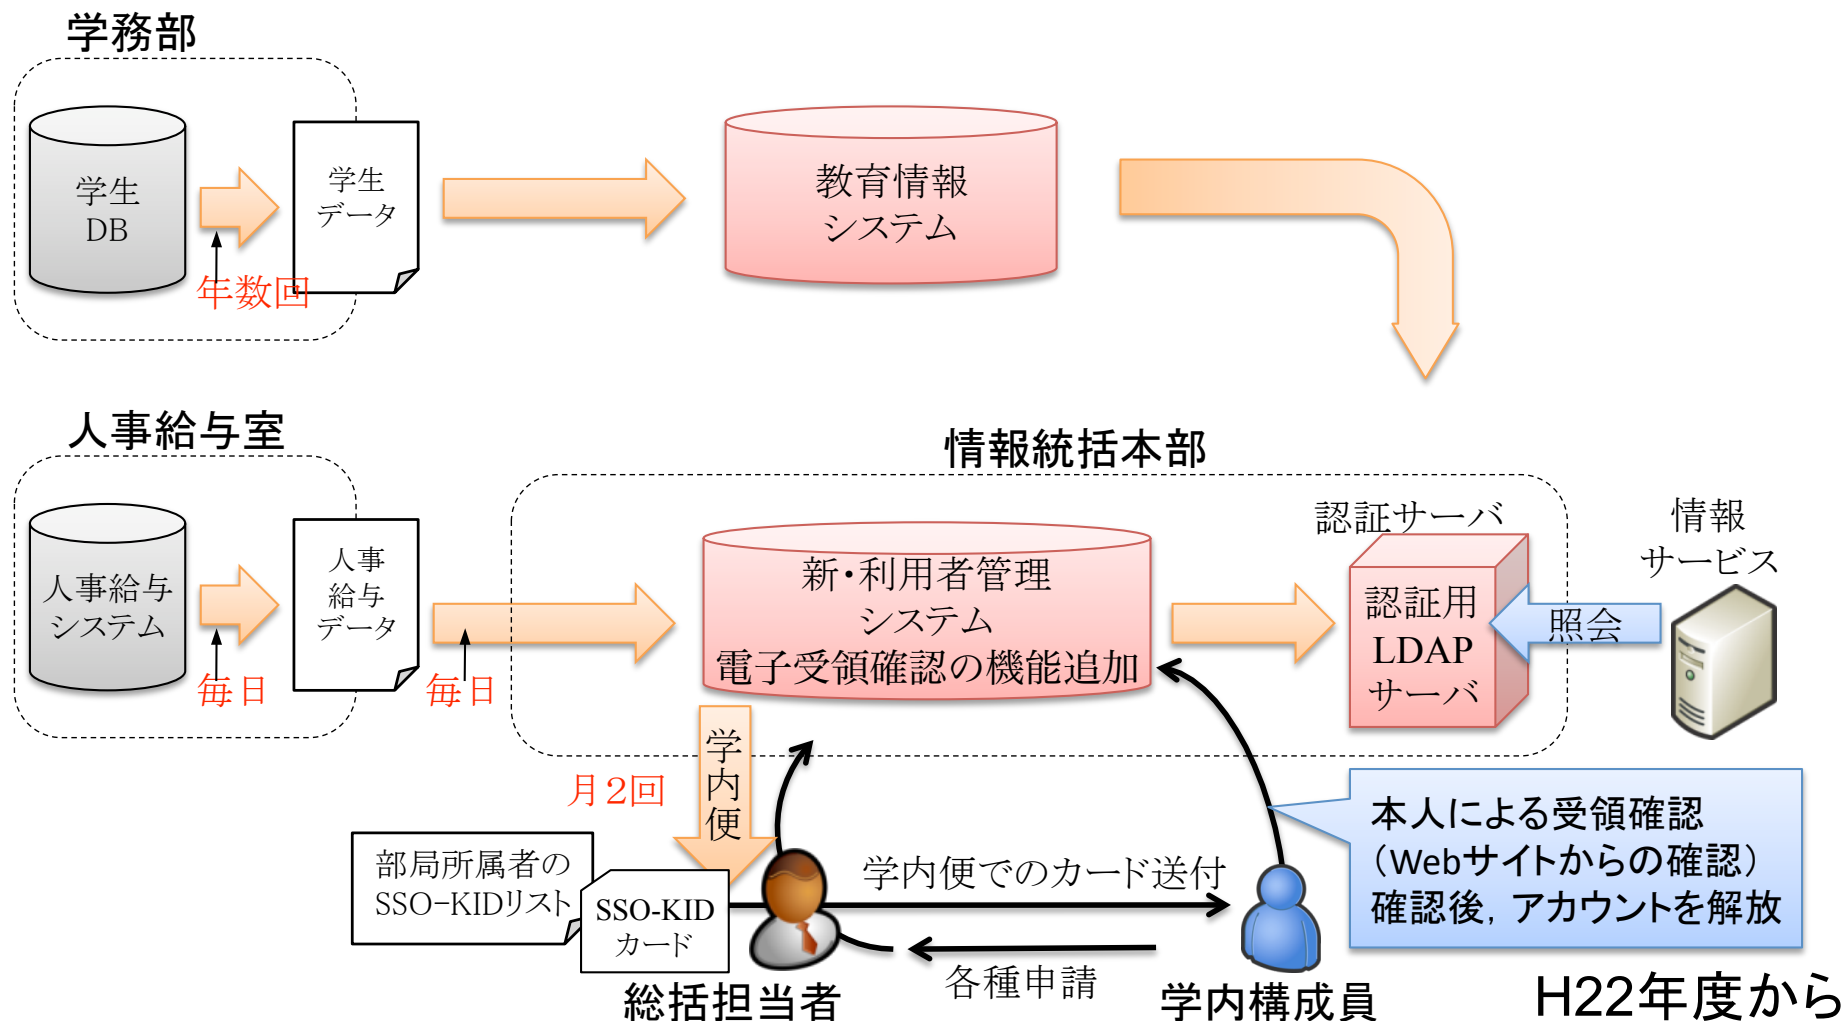 学務部
学生
DB
年数回
学生
データ
教育情報
システム
人事給与室
人事給与
システム
毎日
人事
給与
データ
毎日
情報統括本部
新・利用者管理
システム
電子受領確認の機能追加
認証サーバ
認証用
LDAP
サーバ
照会
情報
サービス
月２回
学内便
部局所属者の
SSO-KIDリスト
SSO-KID
カード
総括担当者
学内便でのカード送付
各種申請
学内構成員
本人による受領確認
（Webサイトからの確認）
確認後，アカウントを解放
H22年度から